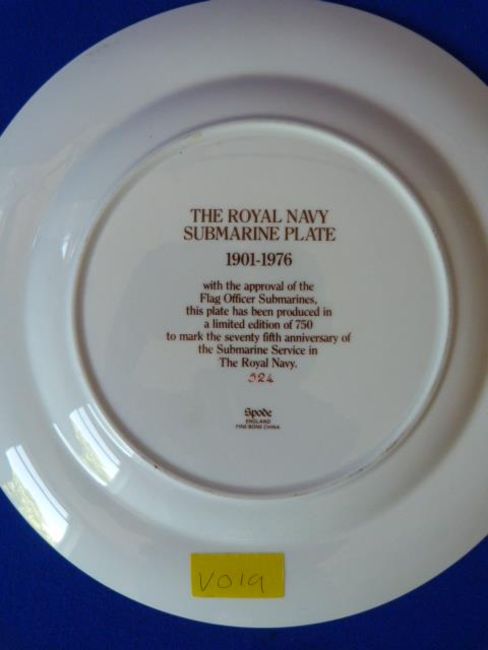 THE ROYAL NAVY
SUBMARINE PLATE
1901-1976
with the approval of the
Flag Officer Submarines,
this plate has been produced in
a limited edition of 750
to mark the seventy fifth anniversary of
the Submarine Service in
The Royal Navy.
324
Spode
ENGLAND
FINE BONE CHINA
V019